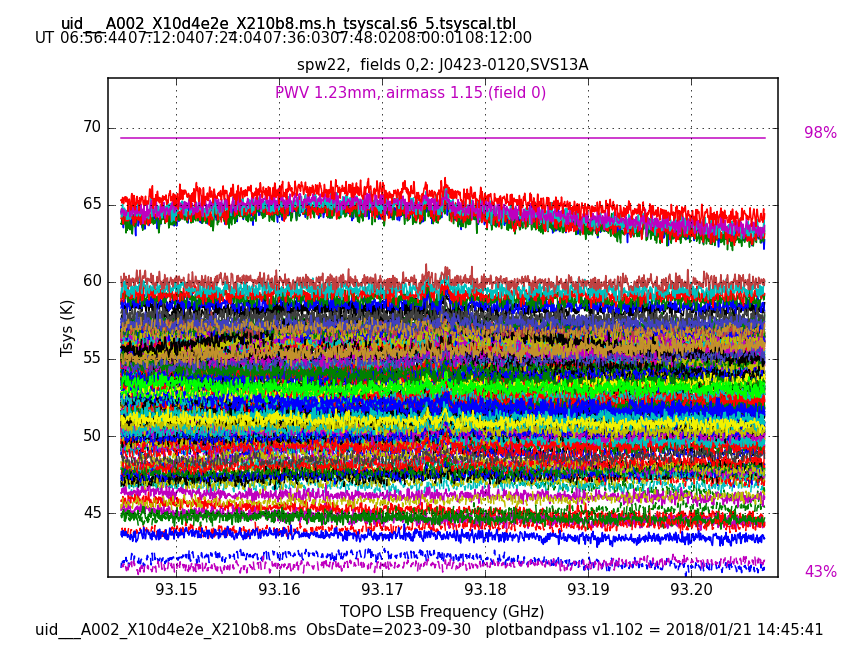 uid___A002_X10d4e2e_X210b8.ms.h_tsyscal.s6_5.tsyscal.tbl
UT 06:56:44 07:12:04 07:24:04 07:36:03 07:48:02 08:00:01 08:12:00
spw22,  fields 0,2: J0423-0120,SVS13A
PWV 1.23mm, airmass 1.15 (field 0)
98%
70
65
60
55
50
45
Tsys (K)
43%
93.15 93.16 93.17 93.18 93.19 93.20
TOPO LSB Frequency (GHz)
uid___A002_X10d4e2e_X210b8.ms  ObsDate=2023-09-30   plotbandpass v1.102 = 2018/01/21 14:45:41